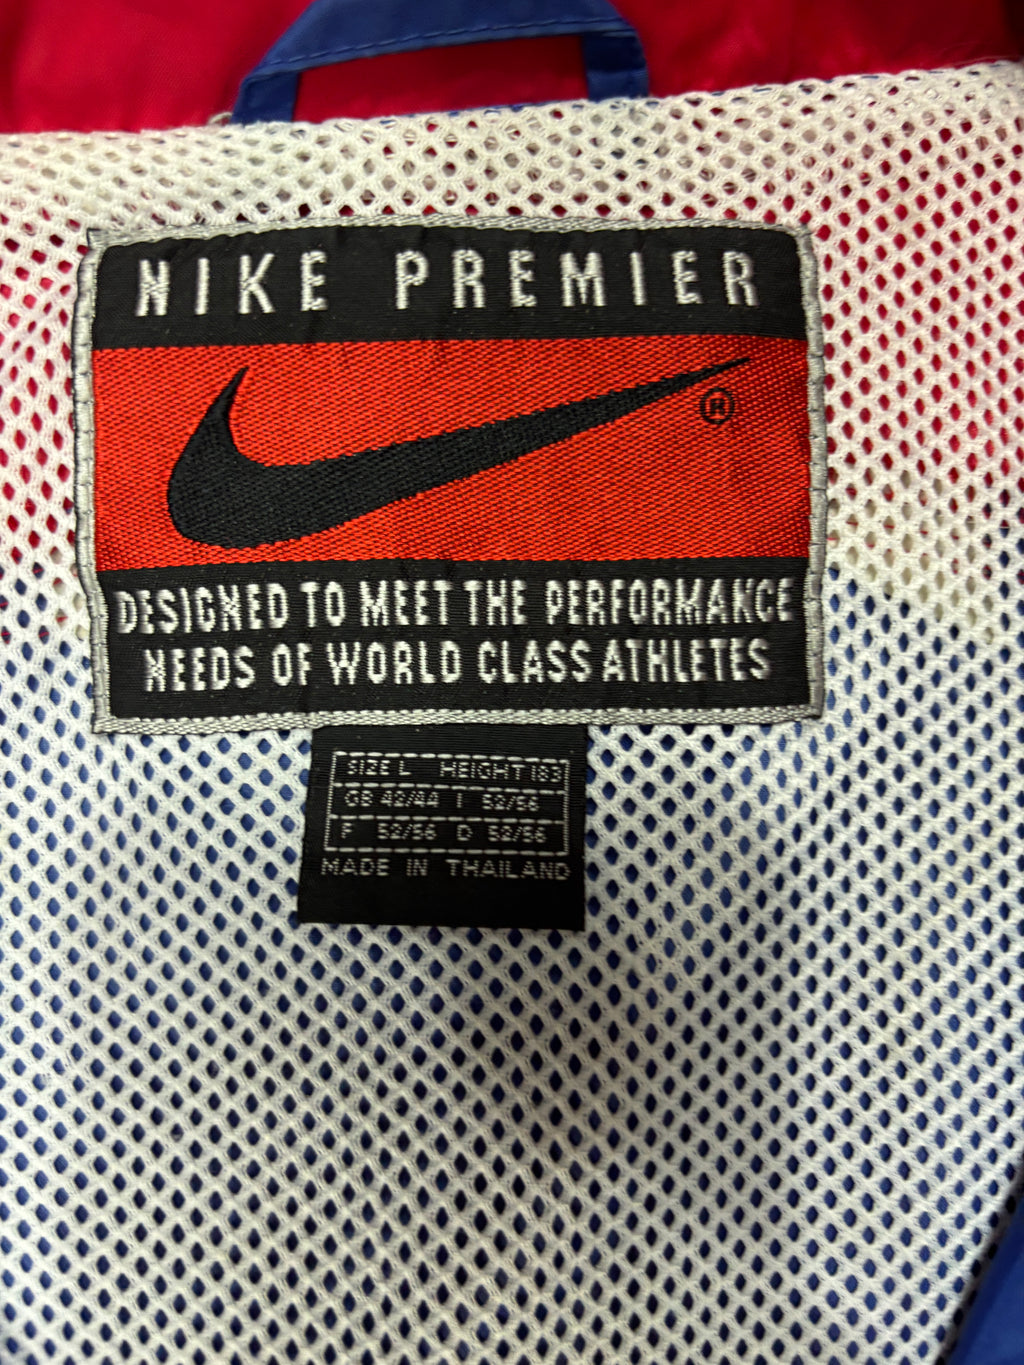 NIKE PREMIER
®
DESIGNED TO MEET THE PERFORMANCE
NEEDS OF WORLD CLASS ATHLETES
SIZE L HEIGHT 183
GB 42/44 I 52/56
F 52/56 D 52/56
MADE IN THAILAND